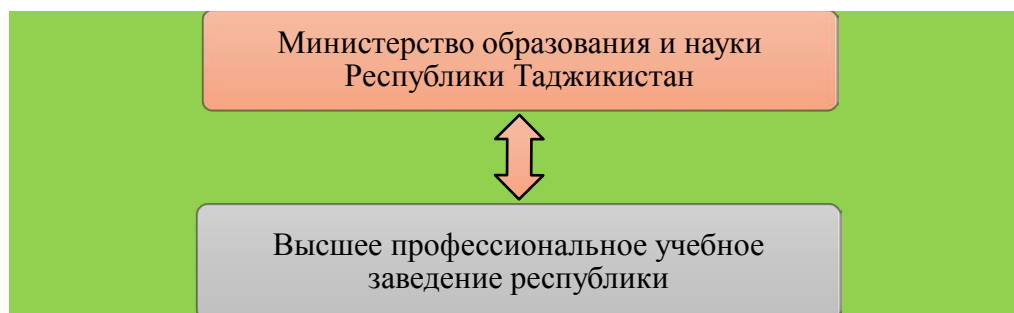 Министерство образования и науки
Республики Таджикистан
Высшее профессиональное учебное
заведение республики